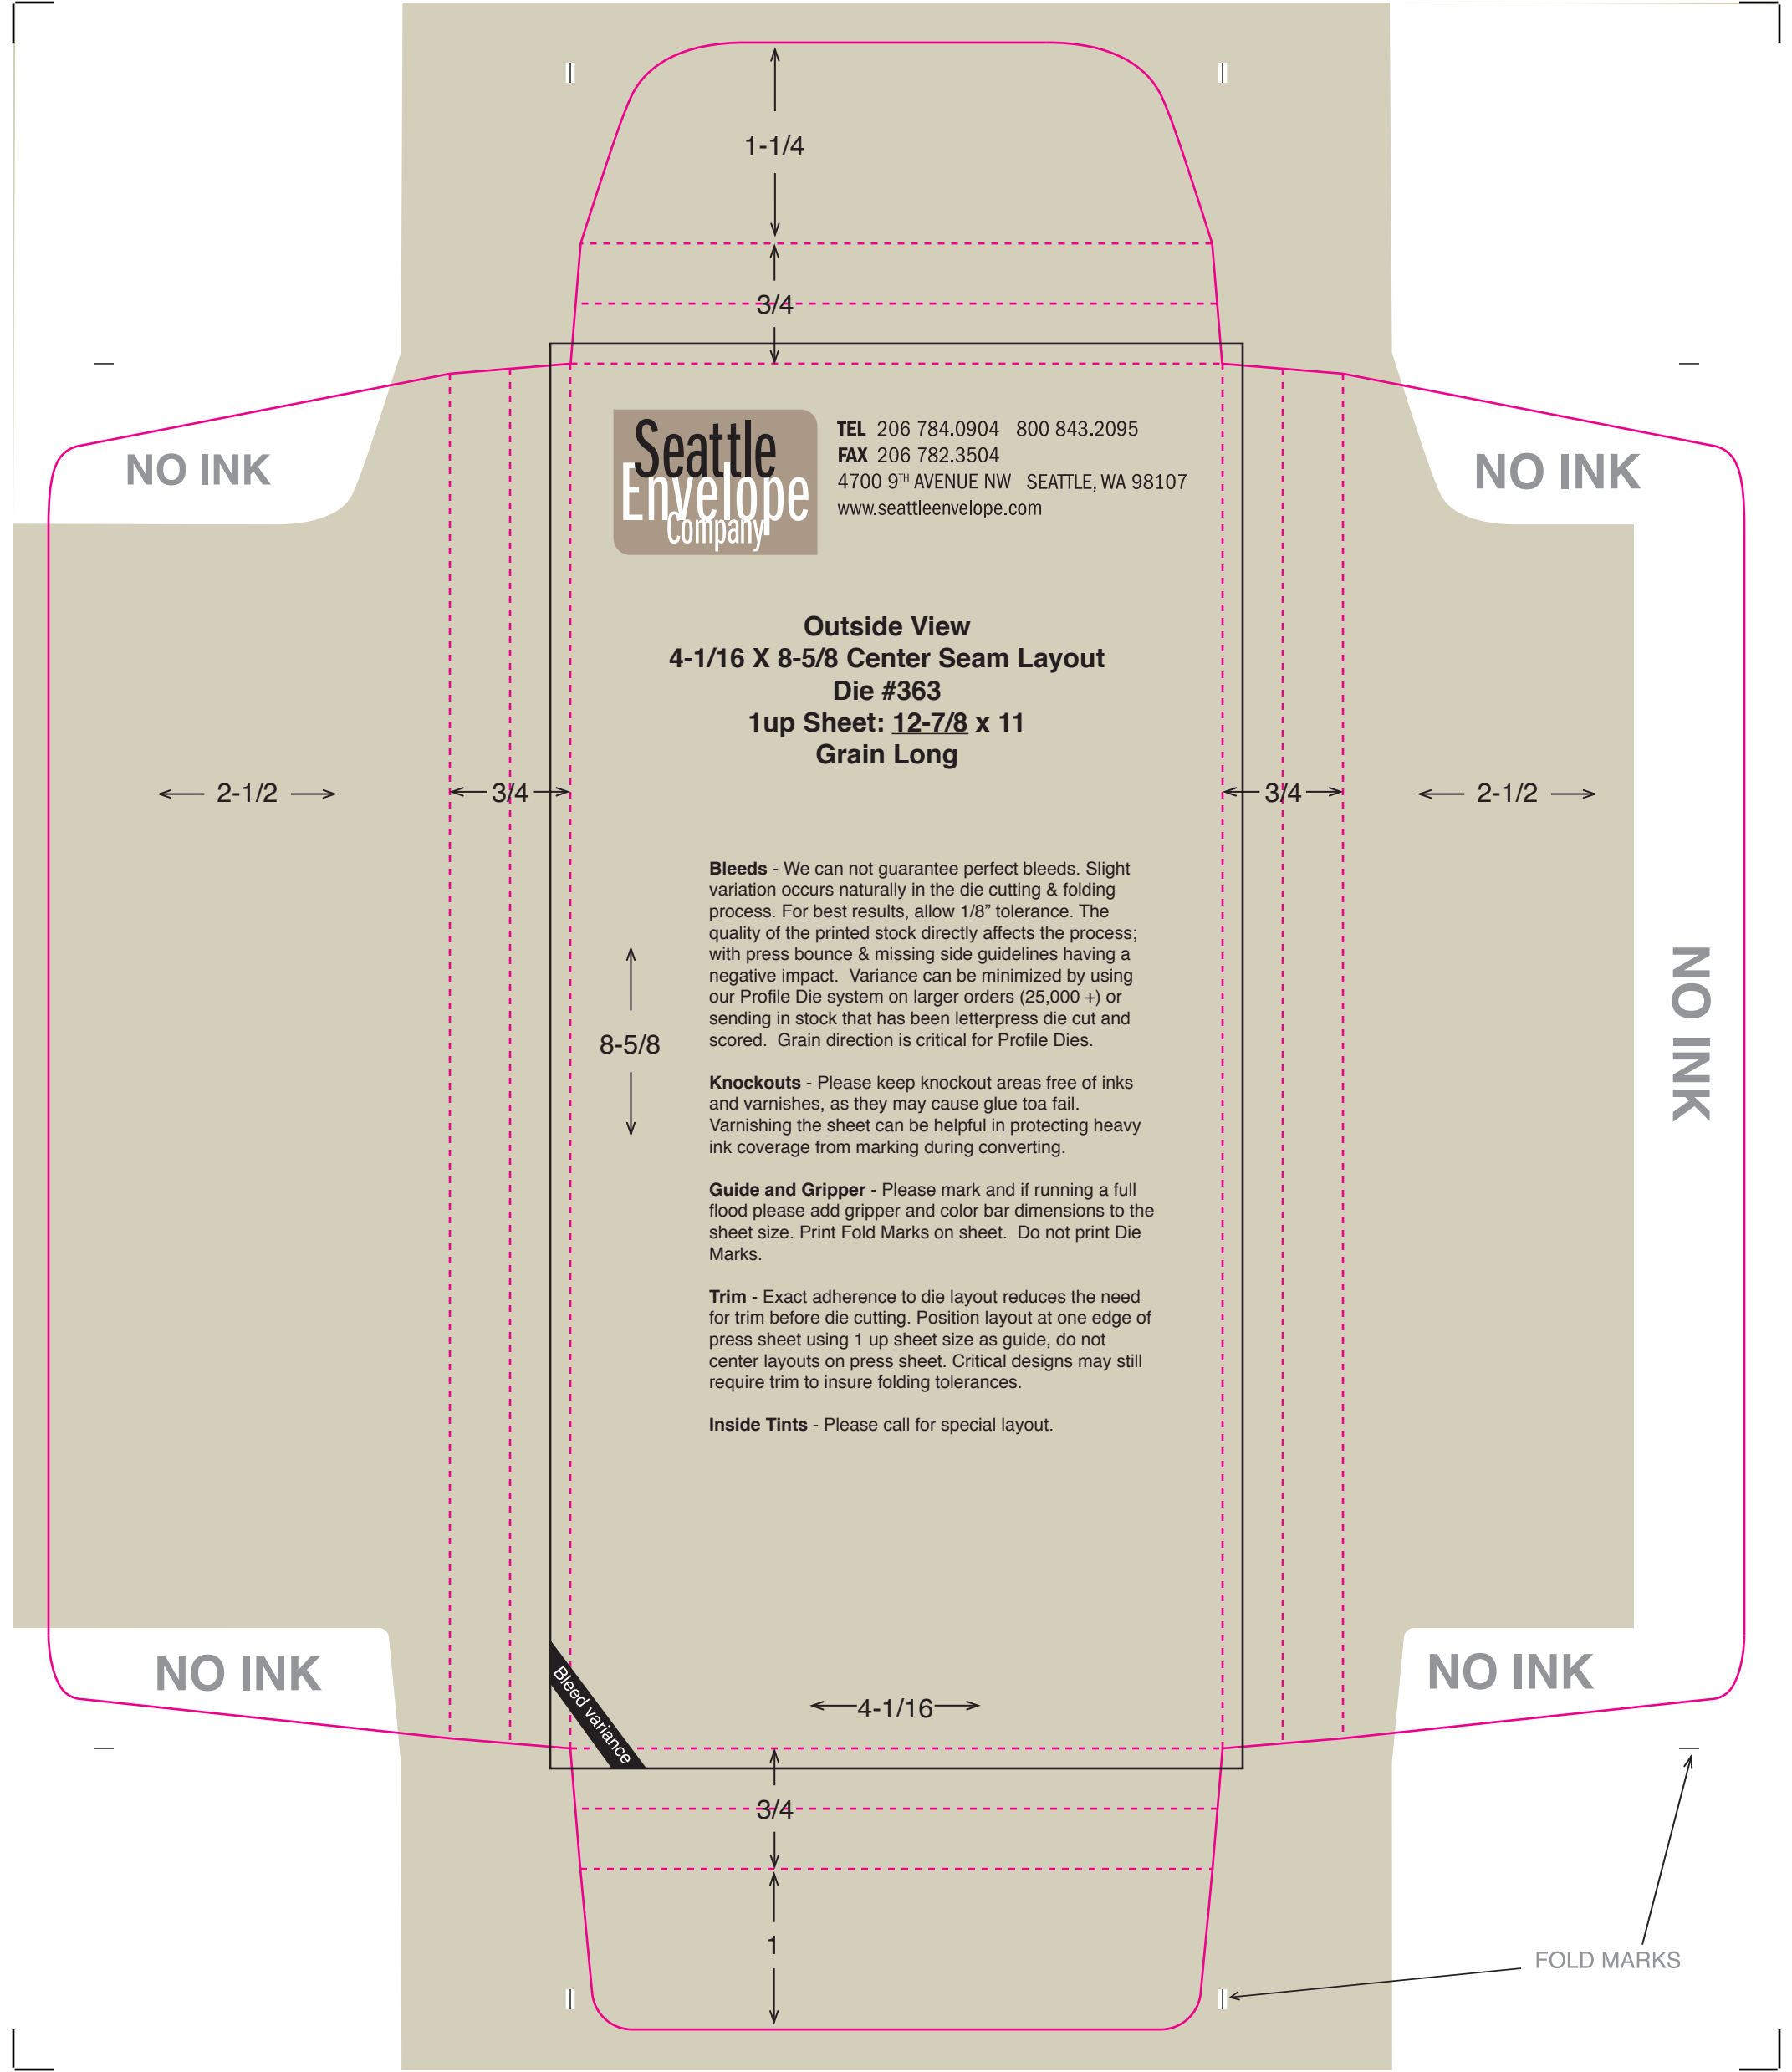 1-1/4
3/4
Seattle
Envelope
Company
TEL 206 784.0904 800 843.2095
FAX 206 782.3504
4700 9TH AVENUE NW SEATTLE, WA 98107
www.seattleenvelope.com
NO INK
NO INK
Outside View
4-1/16 X 8-5/8 Center Seam Layout
Die #363
1up Sheet: 12-7/8 x 11
Grain Long
2-1/2
3/4
3/4
2-1/2
Bleeds - We can not guarantee perfect bleeds. Slight
variation occurs naturally in the die cutting & folding
process. For best results, allow 1/8” tolerance. The
quality of the printed stock directly affects the process;
with press bounce & missing side guidelines having a
negative impact. Variance can be minimized by using
our Profile Die system on larger orders (25,000 +) or
sending in stock that has been letterpress die cut and
scored. Grain direction is critical for Profile Dies.
8-5/8
NO INK
Knockouts - Please keep knockout areas free of inks
and varnishes, as they may cause glue toa fail.
Varnishing the sheet can be helpful in protecting heavy
ink coverage from marking during converting.
Guide and Gripper - Please mark and if running a full
flood please add gripper and color bar dimensions to the
sheet size. Print Fold Marks on sheet. Do not print Die
Marks.
Trim - Exact adherence to die layout reduces the need
for trim before die cutting. Position layout at one edge of
press sheet using 1 up sheet size as guide, do not
center layouts on press sheet. Critical designs may still
require trim to insure folding tolerances.
Inside Tints - Please call for special layout.
NO INK
NO INK
Bleed variance
4-1/16
3/4
1
FOLD MARKS